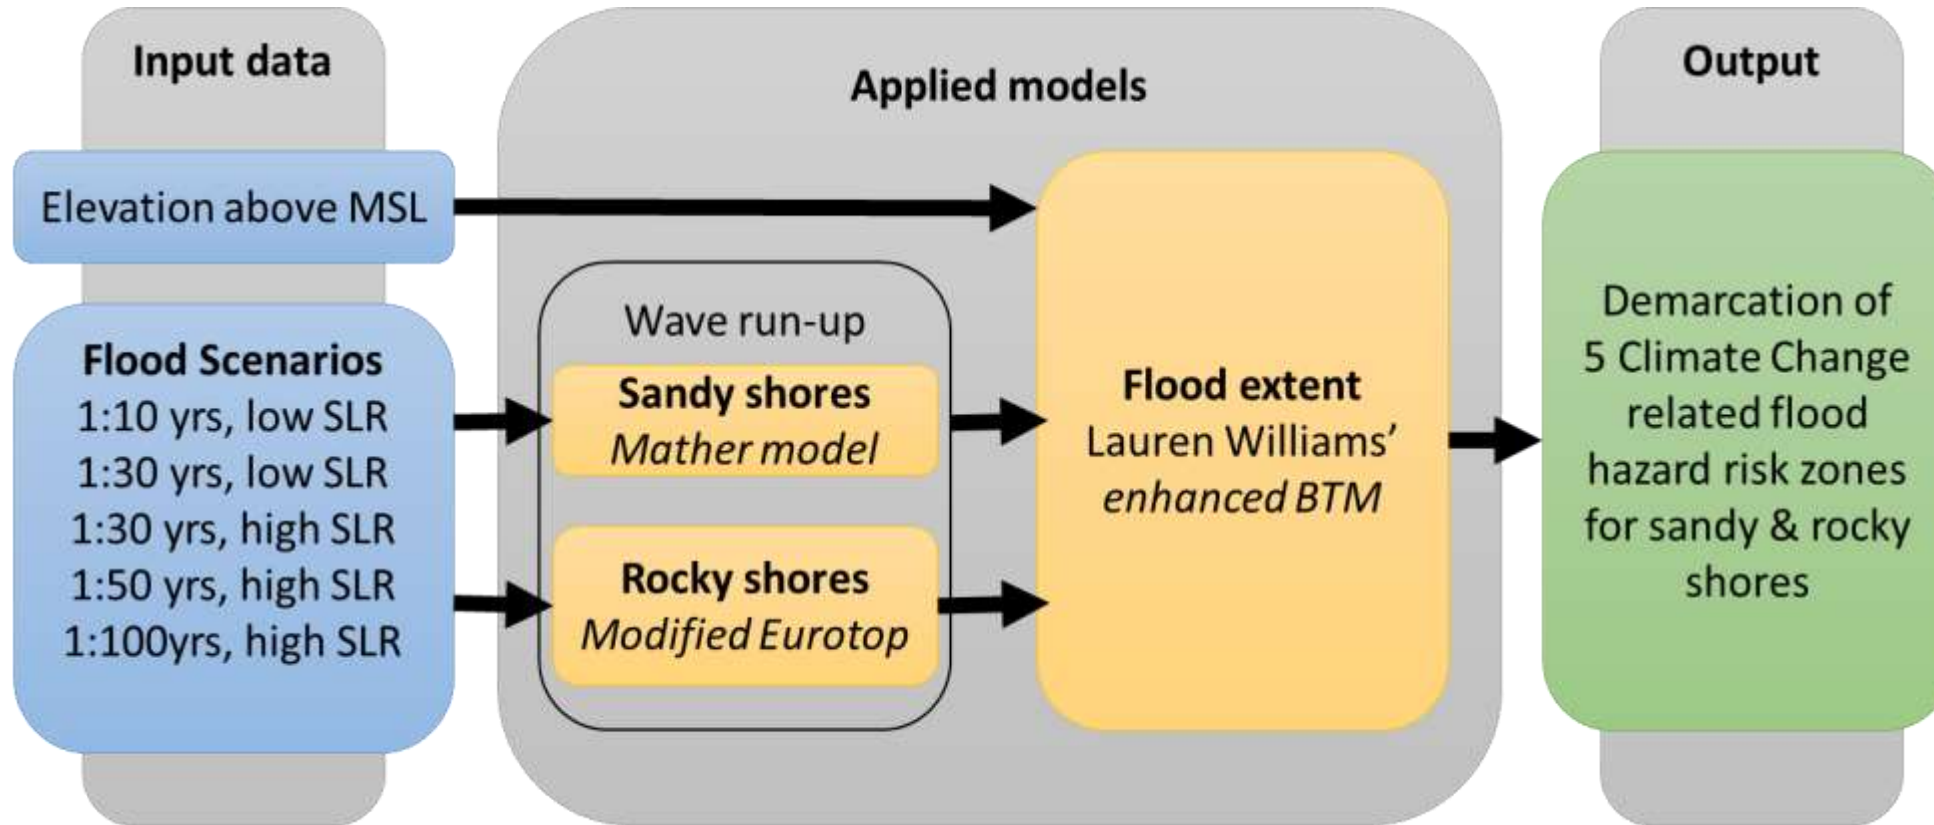 Input data
Elevation above MSL
Flood Scenarios
1:10 yrs, low SLR
1:30 yrs, low SLR
1:30 yrs, high SLR
1:50 yrs, high SLR
1:100yrs, high SLR
Applied models
Wave run-up
Sandy shores
Mather model
Rocky shores
Modified Eurotop
Flood extent
Lauren Williams’
enhanced BTM
Output
Demarcation of
5 Climate Change
related flood
hazard risk zones
for sandy & rocky
shores